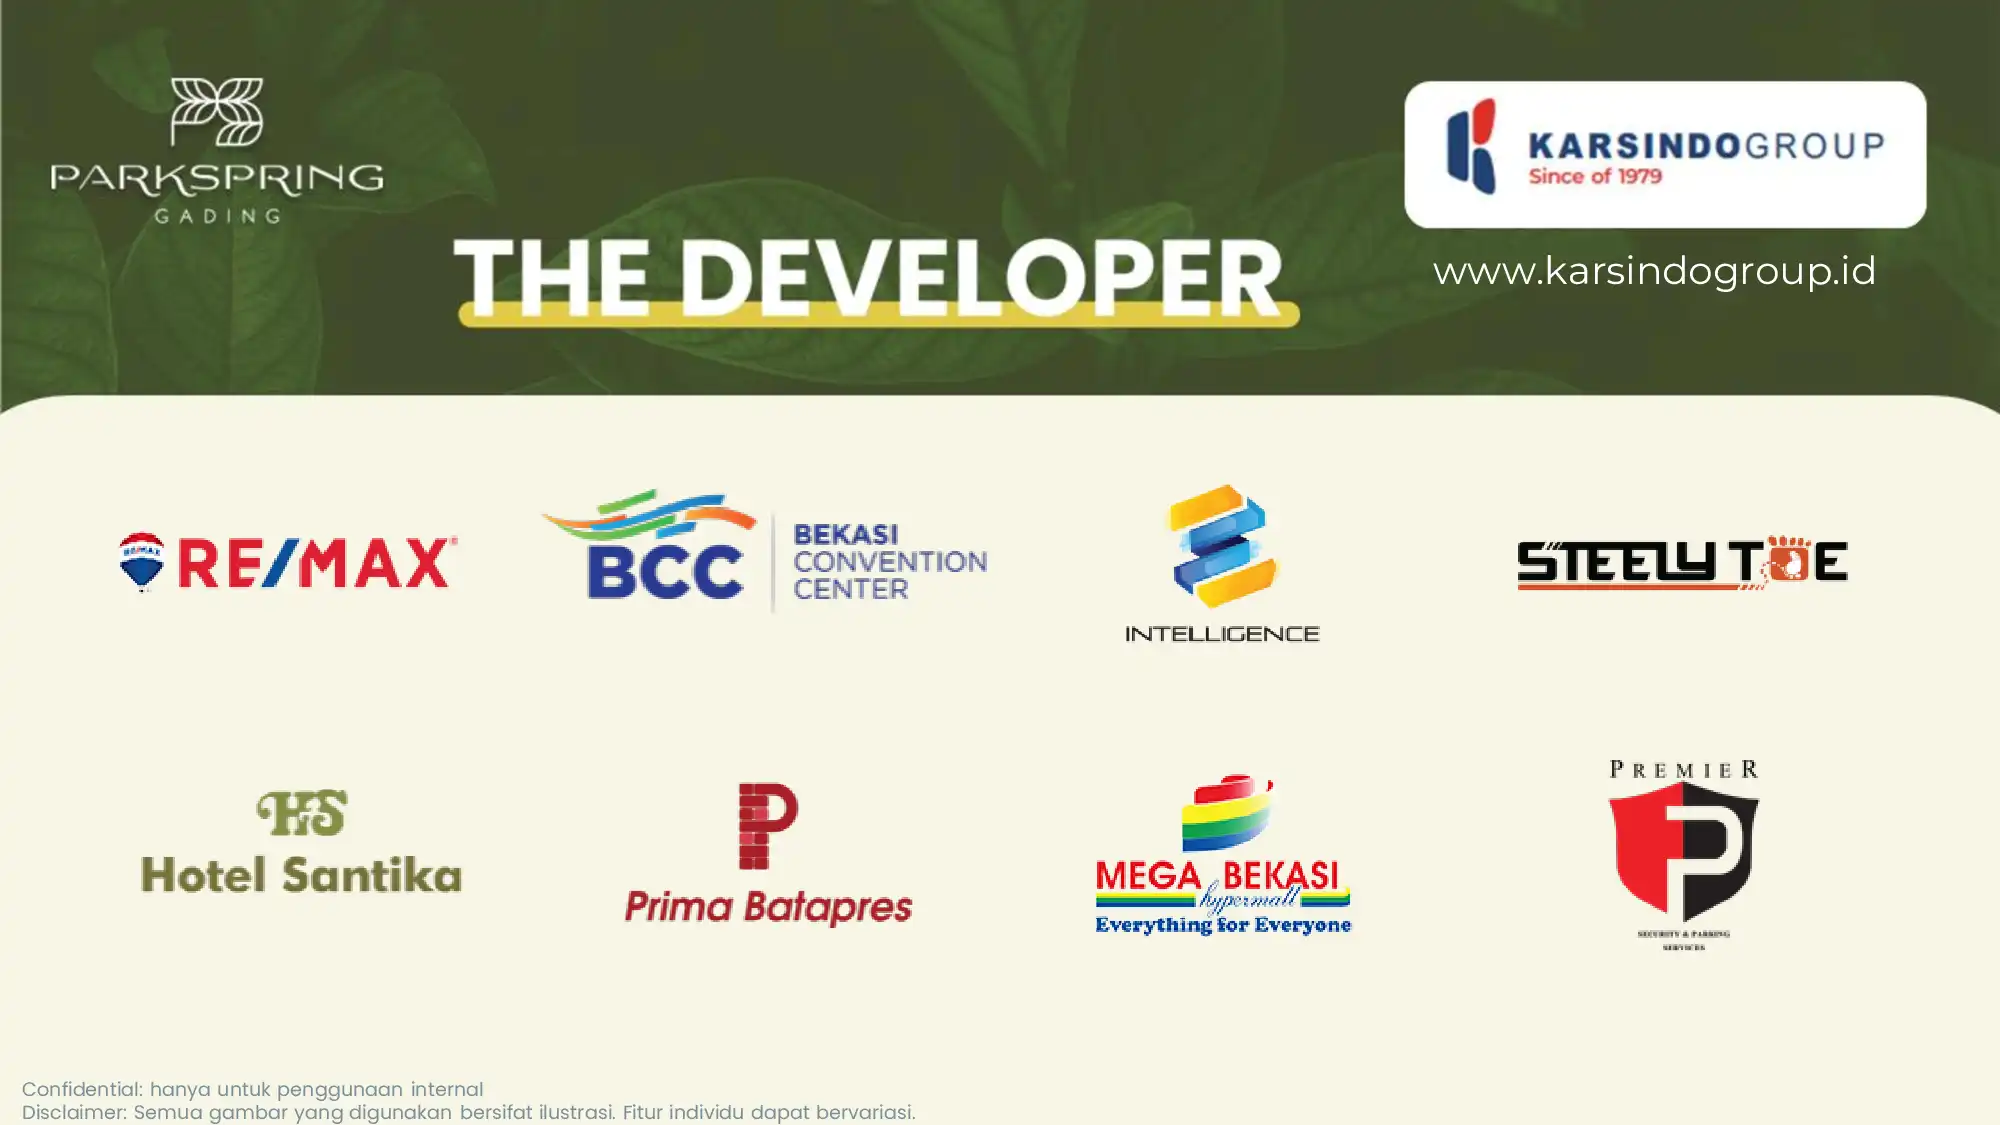 PARKSPRING
GADING
KARSINDOGROUP
Since of 1979
www.karsindogroup.id
THE DEVELOPER
RE/MAX
RE/MAX®
BCC
BEKASI
CONVENTION
CENTER
INTELLIGENCE
STEELY TOE
HS
Hotel Santika
P
Prima Batapres
MEGA BEKASI
hypermall
Everything for Everyone
PREMIER
P
SECURITY & PARKING
SERVICES
Confidential: hanya untuk penggunaan internal
Disclaimer: Semua gambar yang digunakan bersifat ilustrasi. Fitur individu dapat bervariasi.